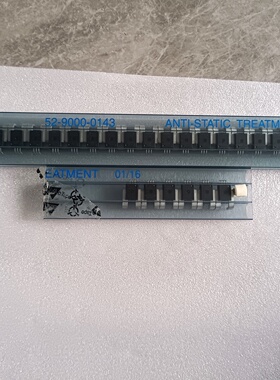 52-9000-0143 ANTI-STATIC TREATM
EATMENT 01/16